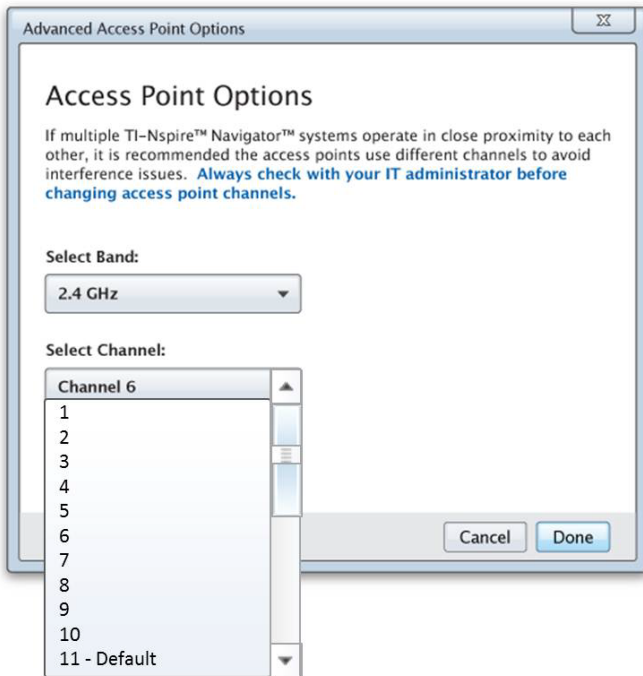 Advanced Access Point Options
Access Point Options
If multiple TI-Nspire™ Navigator™ systems operate in close proximity to each
other, it is recommended the access points use different channels to avoid
interference issues. Always check with your IT administrator before
changing access point channels.
Select Band:
2.4 GHz
Select Channel:
Channel 6
1
2
3
4
5
6
7
8
9
10
11 - Default
Cancel Done